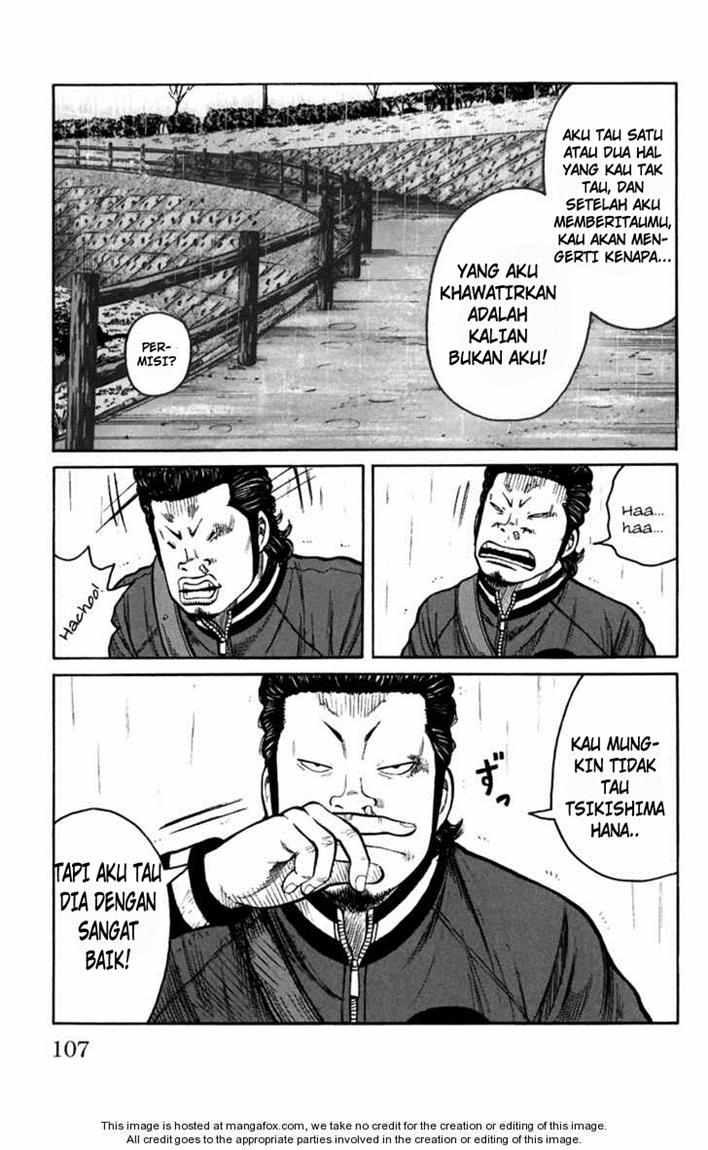 AKU TAU SATU
ATAU DUA HAL
YANG KAU TAK
TAU, DAN
SETELAH AKU
MEMBERITAUMU,
KAU AKAN MEN-
GERTI KENAPA...
YANG AKU
KHAWATIRKAN
ADALAH
KALIAN
BUKAN AKU!
PER-
MISI?
Haa...
haa...
Hachoo!
KAU MUNG-
KIN TIDAK
TAU
TSIKISHIMA
HANA..
ずっ
TAPI AKU TAU
DIA DENGAN
SANGAT
BAIK!
107
This image is hosted at mangafox.com, we take no credit for the creation or editing of this image.
All credit goes to the appropriate parties involved in the creation or editing of this image.